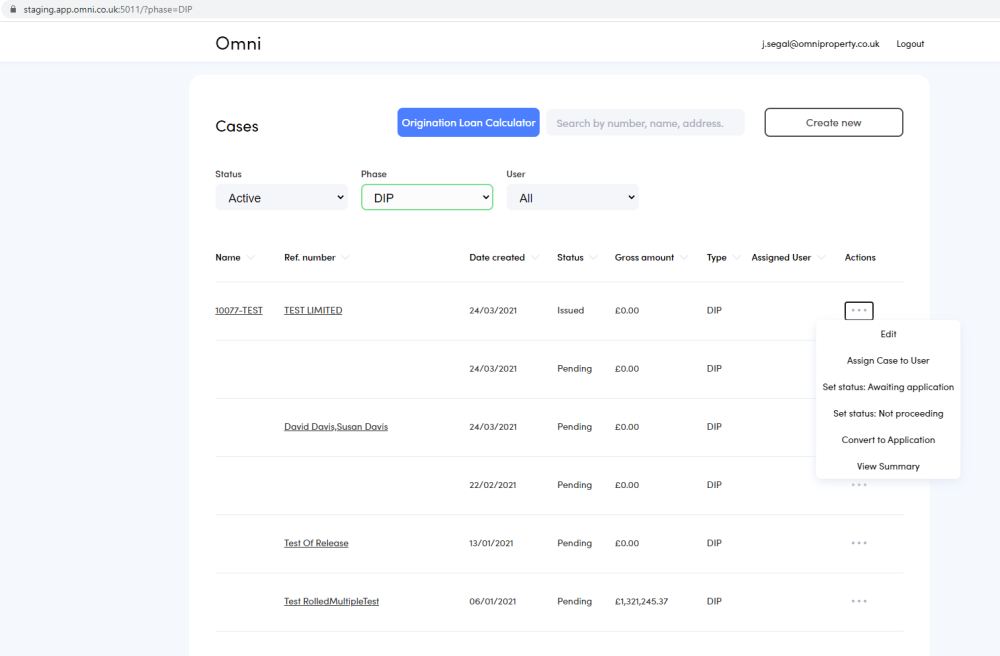 staging.app.omni.co.uk:5011/?phase=DIP
Omni
j.segal@omniproperty.co.uk Logout
Cases
Origination Loan Calculator
Search by number, name, address.
Create new
Status Phase User
Active DIP All
Name Ref. number Date created Status Gross amount Type Assigned User Actions
10077-TEST TEST LIMITED 24/03/2021 Issued £0.00 DIP
Edit
Assign Case to User
Set status: Awaiting application
Set status: Not proceeding
Convert to Application
View Summary
24/03/2021 Pending £0.00 DIP
David Davis,Susan Davis 24/03/2021 Pending £0.00 DIP
22/02/2021 Pending £0.00 DIP
Test Of Release 13/01/2021 Pending £0.00 DIP
Test RolledMultipleTest 06/01/2021 Pending £1,321,245.37 DIP